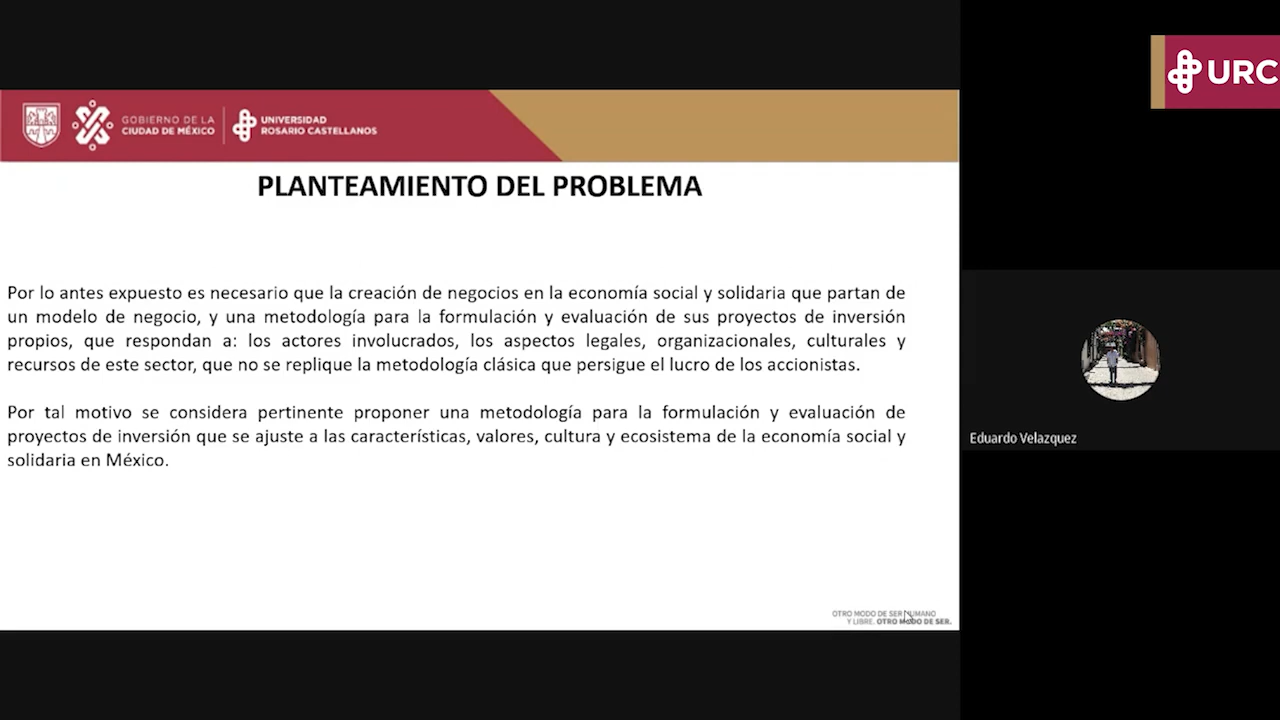 URC
GOBIERNO DE LA
CIUDAD DE MÉXICO
UNIVERSIDAD
ROSARIO CASTELLANOS
PLANTEAMIENTO DEL PROBLEMA
Por lo antes expuesto es necesario que la creación de negocios en la economía social y solidaria que partan de
un modelo de negocio, y una metodología para la formulación y evaluación de sus proyectos de inversión
propios, que respondan a: los actores involucrados, los aspectos legales, organizacionales, culturales y
recursos de este sector, que no se replique la metodología clásica que persigue el lucro de los accionistas.
Por tal motivo se considera pertinente proponer una metodología para la formulación y evaluación de
proyectos de inversión que se ajuste a las características, valores, cultura y ecosistema de la economía social y
solidaria en México.
Eduardo Velazquez
OTRO MODO DE SER HUMANO
Y LIBRE. OTRO MODO DE SER.